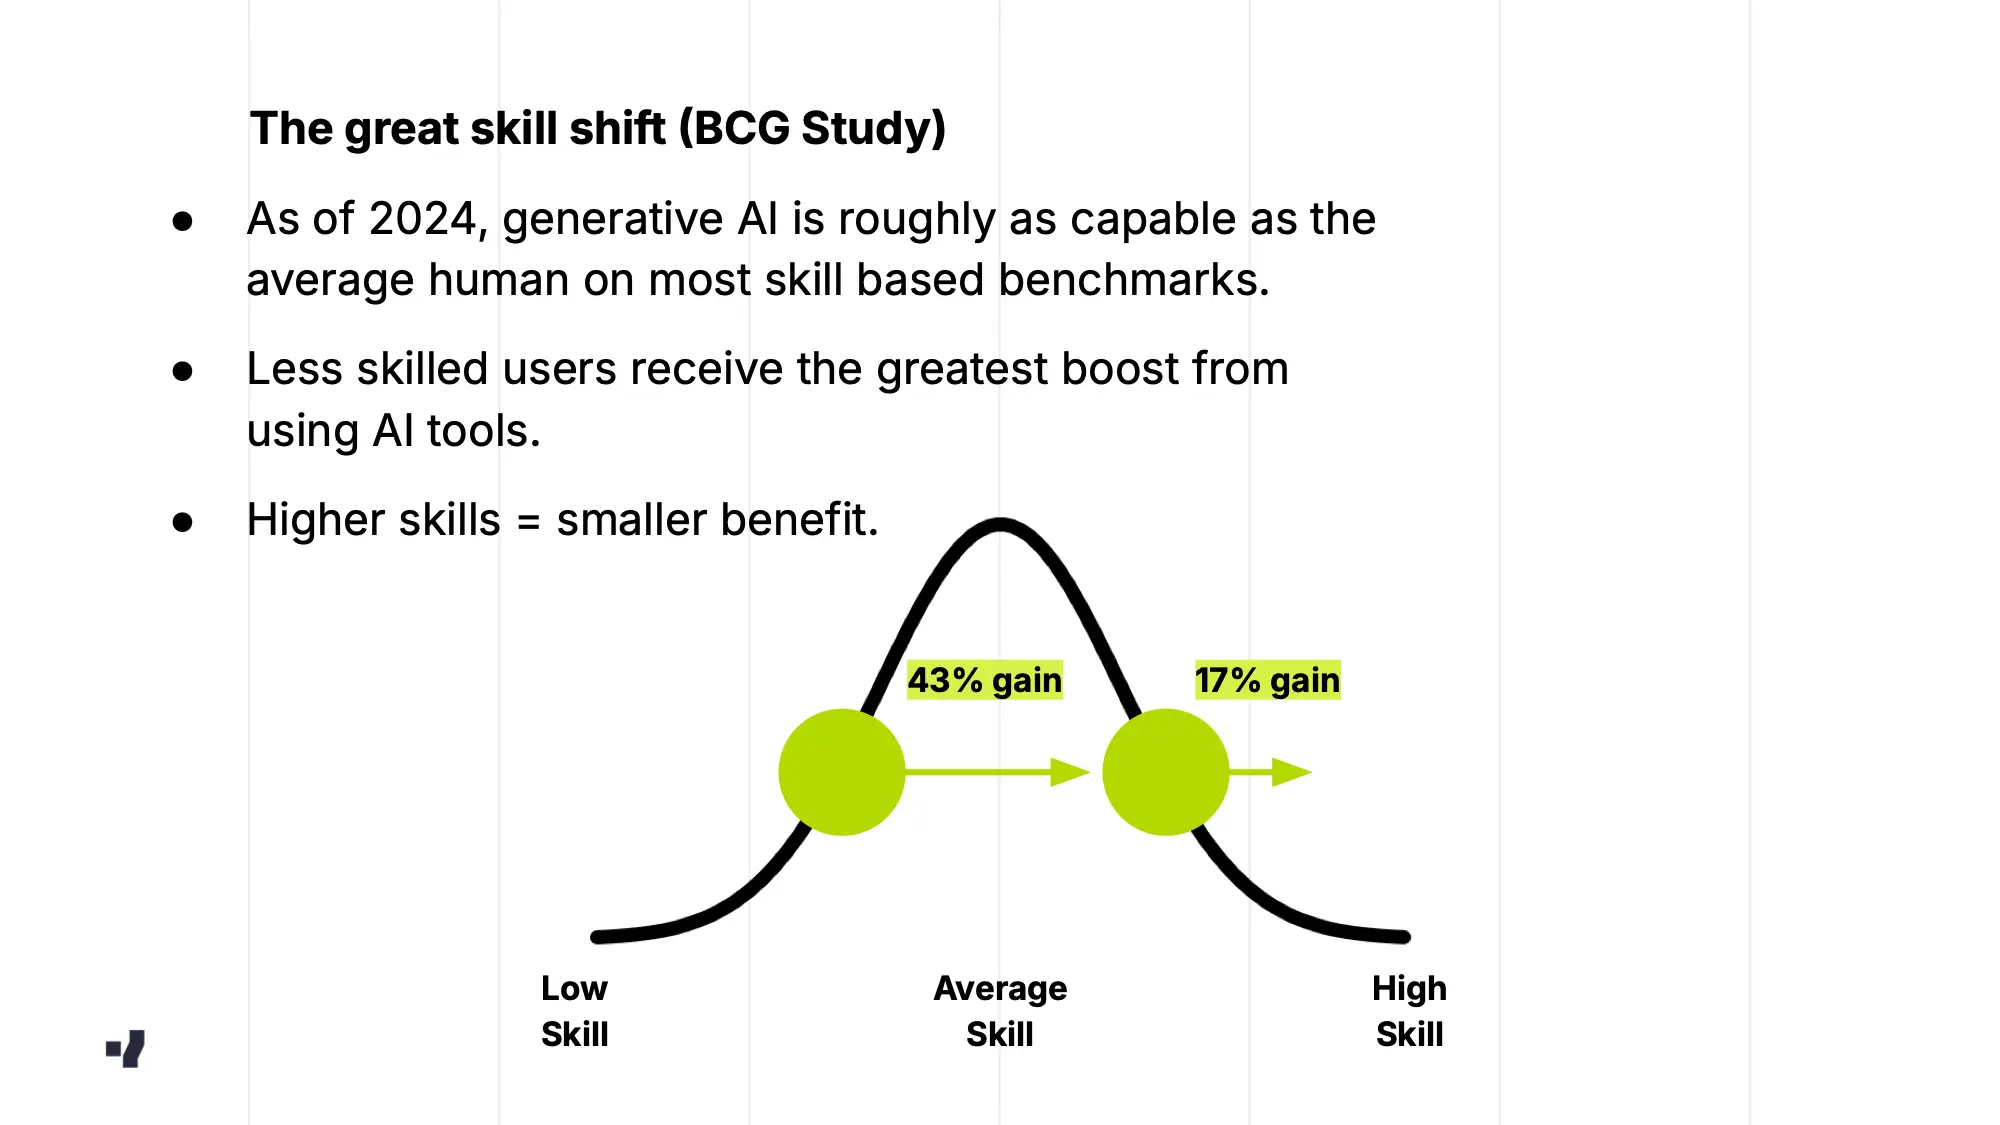 The great skill shift (BCG Study)
● As of 2024, generative AI is roughly as capable as the
average human on most skill based benchmarks.
● Less skilled users receive the greatest boost from
using AI tools.
● Higher skills = smaller benefit.
43% gain
17% gain
Low
Skill
Average
Skill
High
Skill